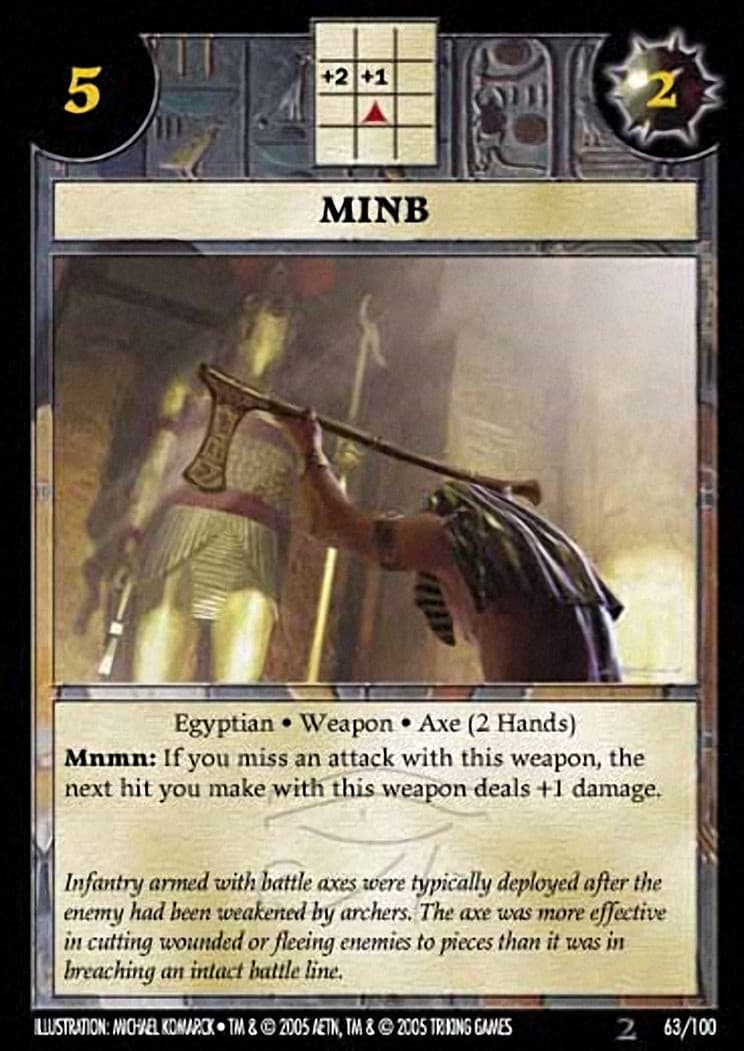 5
+2 +1
2
MINB
Egyptian • Weapon • Axe (2 Hands)
Mnmn: If you miss an attack with this weapon, the
next hit you make with this weapon deals +1 damage.
Infantry armed with battle axes were typically deployed after the
enemy had been weakened by archers. The axe was more effective
in cutting wounded or fleeing enemies to pieces than it was in
breaching an intact battle line.
ILLUSTRATION: MICHAEL KOMARCK • TM & © 2005 AETN, TM & © 2005 TRIKING GAMES 2 63/100